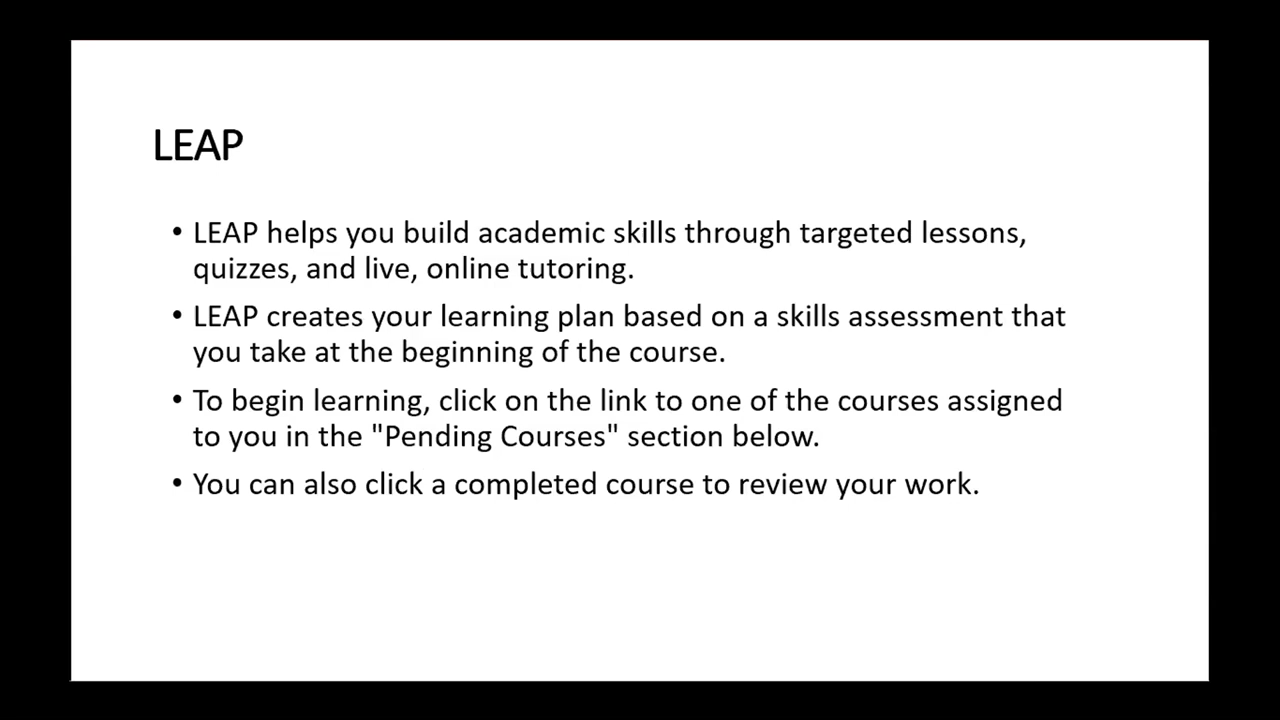 LEAP
• LEAP helps you build academic skills through targeted lessons,
quizzes, and live, online tutoring.
• LEAP creates your learning plan based on a skills assessment that
you take at the beginning of the course.
• To begin learning, click on the link to one of the courses assigned
to you in the "Pending Courses" section below.
• You can also click a completed course to review your work.